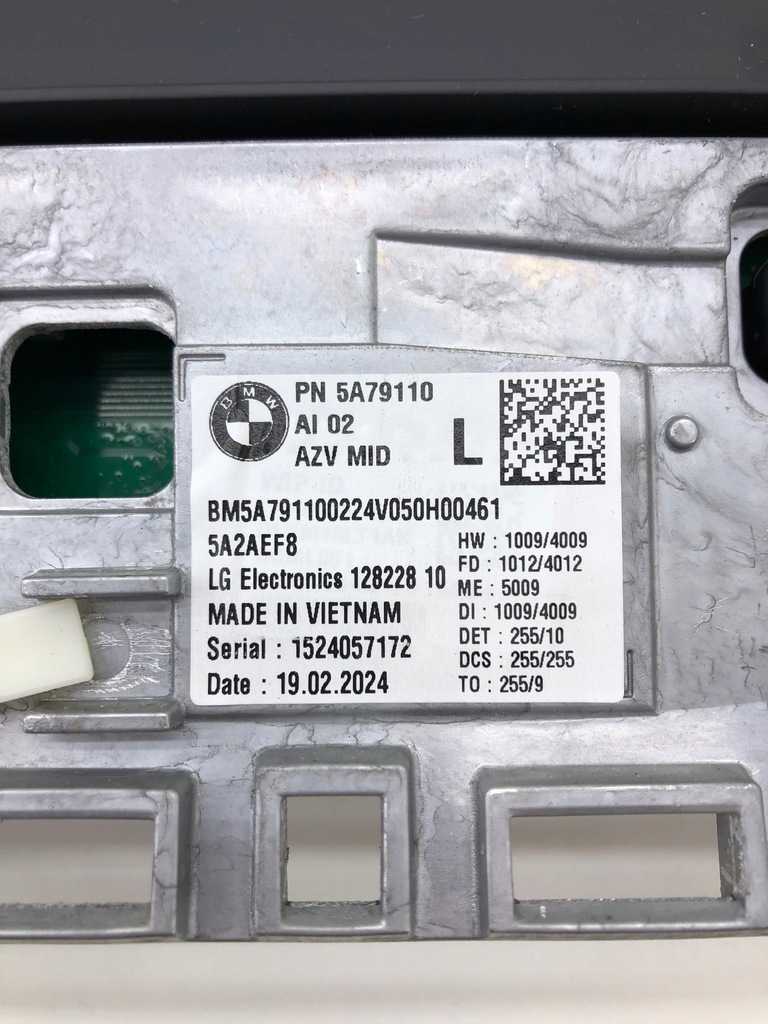 BMW
PN 5A79110
AI 02
AZV MID
L
BM5A791100224V050H00461
5A2AEF8
LG Electronics 128228 10
MADE IN VIETNAM
Serial : 1524057172
Date : 19.02.2024
HW : 1009/4009
FD : 1012/4012
ME : 5009
DI : 1009/4009
DET : 255/10
DCS : 255/255
TO : 255/9